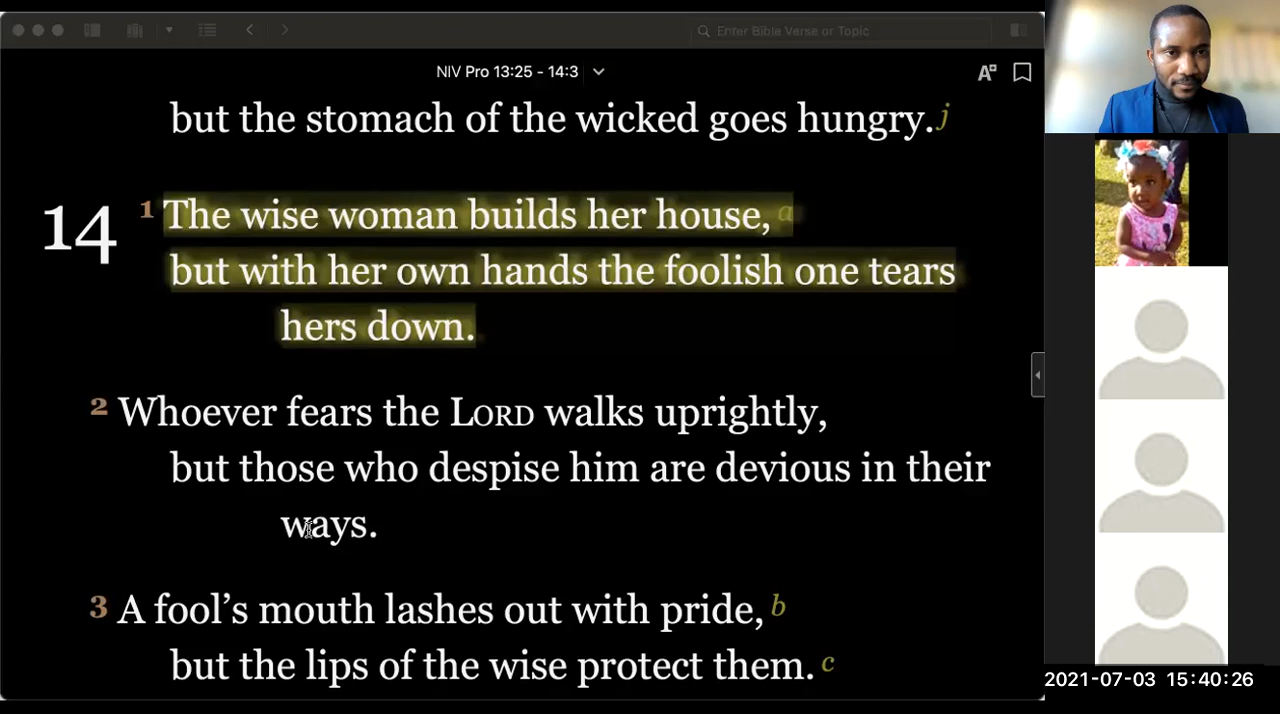 Enter Bible Verse or Topic
NIV Pro 13:25 - 14:3
A
but the stomach of the wicked goes hungry. j
14
1 The wise woman builds her house, a
but with her own hands the foolish one tears
hers down.
2 Whoever fears the LORD walks uprightly,
but those who despise him are devious in their
ways.
3 A fool’s mouth lashes out with pride, b
but the lips of the wise protect them. c
2021-07-03 15:40:26